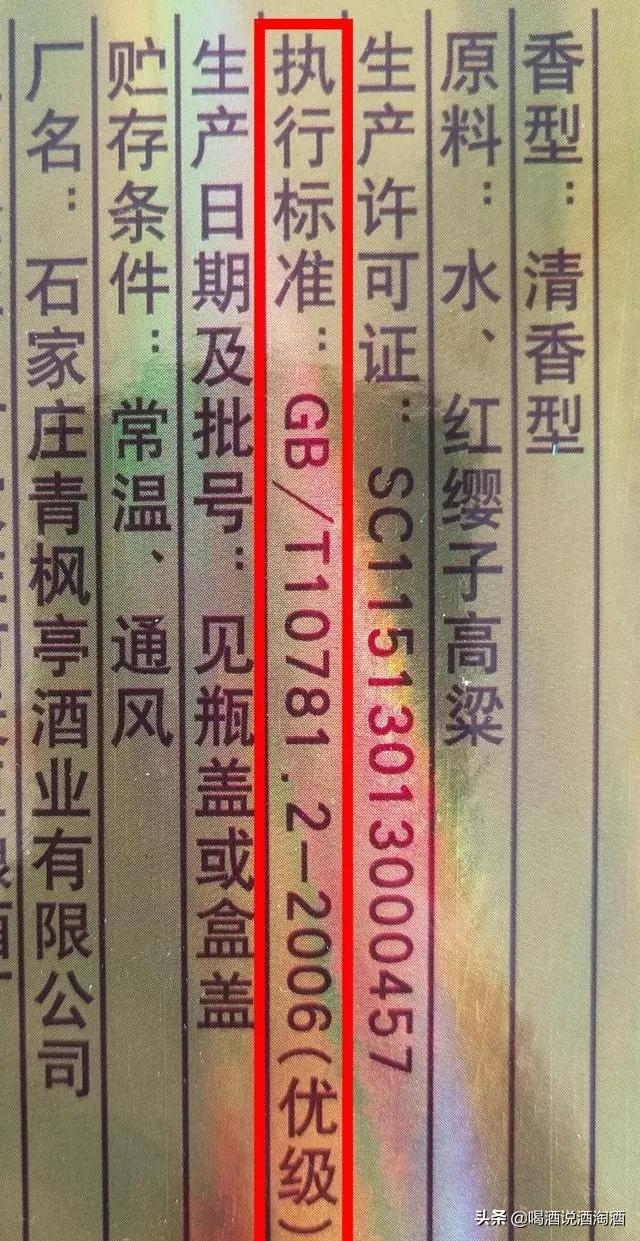 香型：清香型
原料：水、红缨子高粱
生产许可证：SC11513013000457
执行标准：GB/T10781.2-2006(优级)
生产日期及批号：见瓶盖或盒盖
贮存条件：常温、通风
厂名：石家庄青枫亭酒业有限公司
头条 @喝酒说酒淘酒